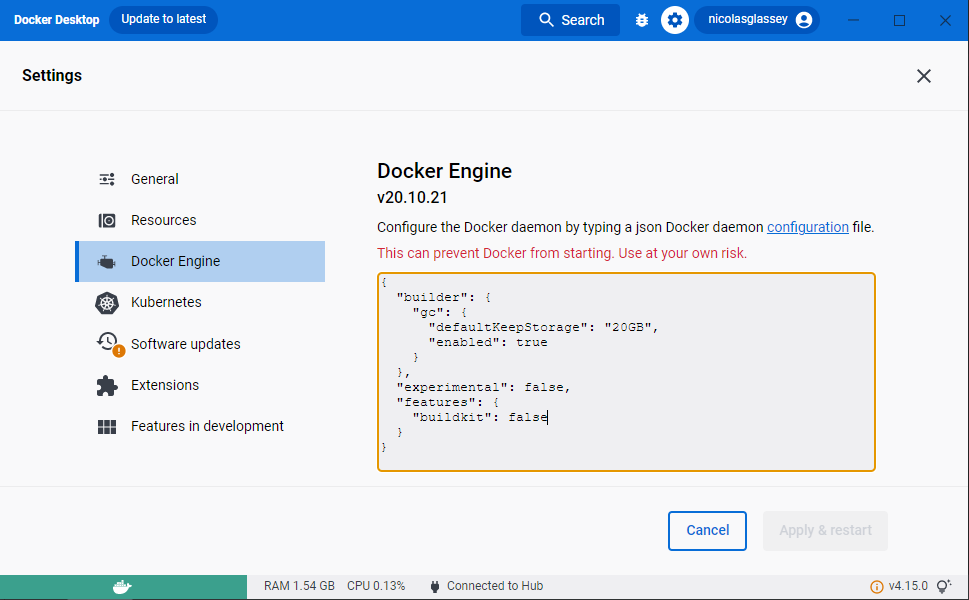 Docker Desktop Update to latest Search nicolasglassey
Settings
General
Resources
Docker Engine
Kubernetes
Software updates
Extensions
Features in development
Docker Engine
v20.10.21
Configure the Docker daemon by typing a json Docker daemon configuration file.
This can prevent Docker from starting. Use at your own risk.
{
  "builder": {
    "gc": {
      "defaultKeepStorage": "20GB",
      "enabled": true
    }
  },
  "experimental": false,
  "features": {
    "buildkit": false
  }
}
Cancel Apply & restart
RAM 1.54 GB CPU 0.13% Connected to Hub v4.15.0